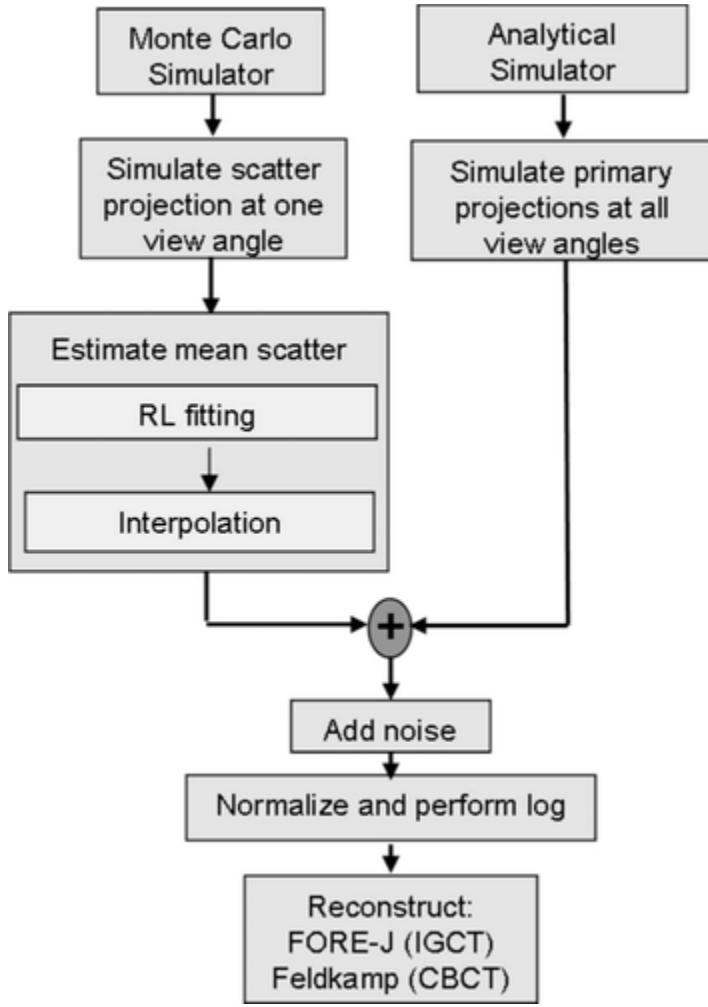 Monte Carlo
Simulator
Analytical
Simulator
Simulate scatter
projection at one
view angle
Simulate primary
projections at all
view angles
Estimate mean scatter
RL fitting
Interpolation
+
Add noise
Normalize and perform log
Reconstruct:
FORE-J (IGCT)
Feldkamp (CBCT)